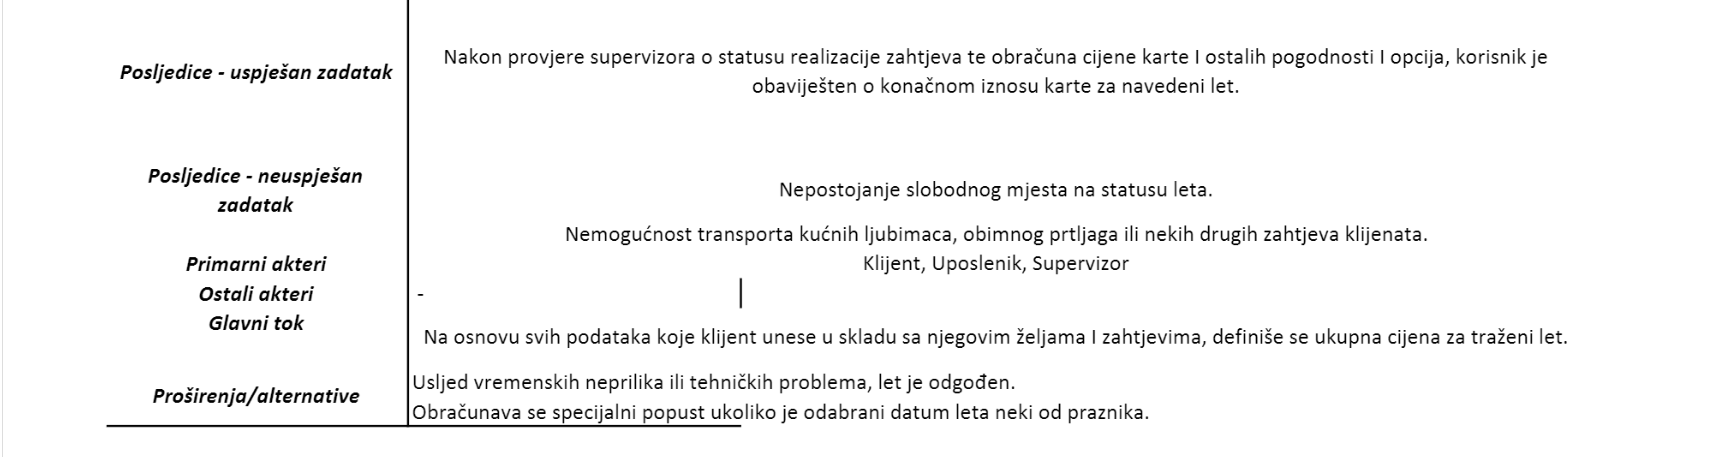 Posljedice - uspješan zadatak
Nakon provjere supervizora o statusu realizacije zahtjeva te obračuna cijene karte I ostalih pogodnosti I opcija, korisnik je
obaviješten o konačnom iznosu karte za navedeni let.
Posljedice - neuspješan
zadatak
Nepostojanje slobodnog mjesta na statusu leta.
Nemogućnost transporta kućnih ljubimaca, obimnog prtljaga ili nekih drugih zahtjeva klijenata.
Primarni akteri
Klijent, Uposlenik, Supervizor
Ostali akteri
-
Glavni tok
Na osnovu svih podataka koje klijent unese u skladu sa njegovim željama I zahtjevima, definiše se ukupna cijena za traženi let.
Proširenja/alternative
Usljed vremenskih neprilika ili tehničkih problema, let je odgođen.
Obračunava se specijalni popust ukoliko je odabrani datum leta neki od praznika.